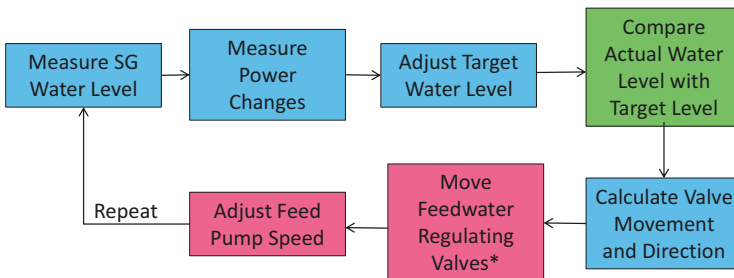 Measure SG
Water Level
Measure
Power
Changes
Adjust Target
Water Level
Compare
Actual Water
Level with
Target Level
Calculate Valve
Movement
and Direction
Move
Feedwater
Regulating
Valves*
Adjust Feed
Pump Speed
Repeat